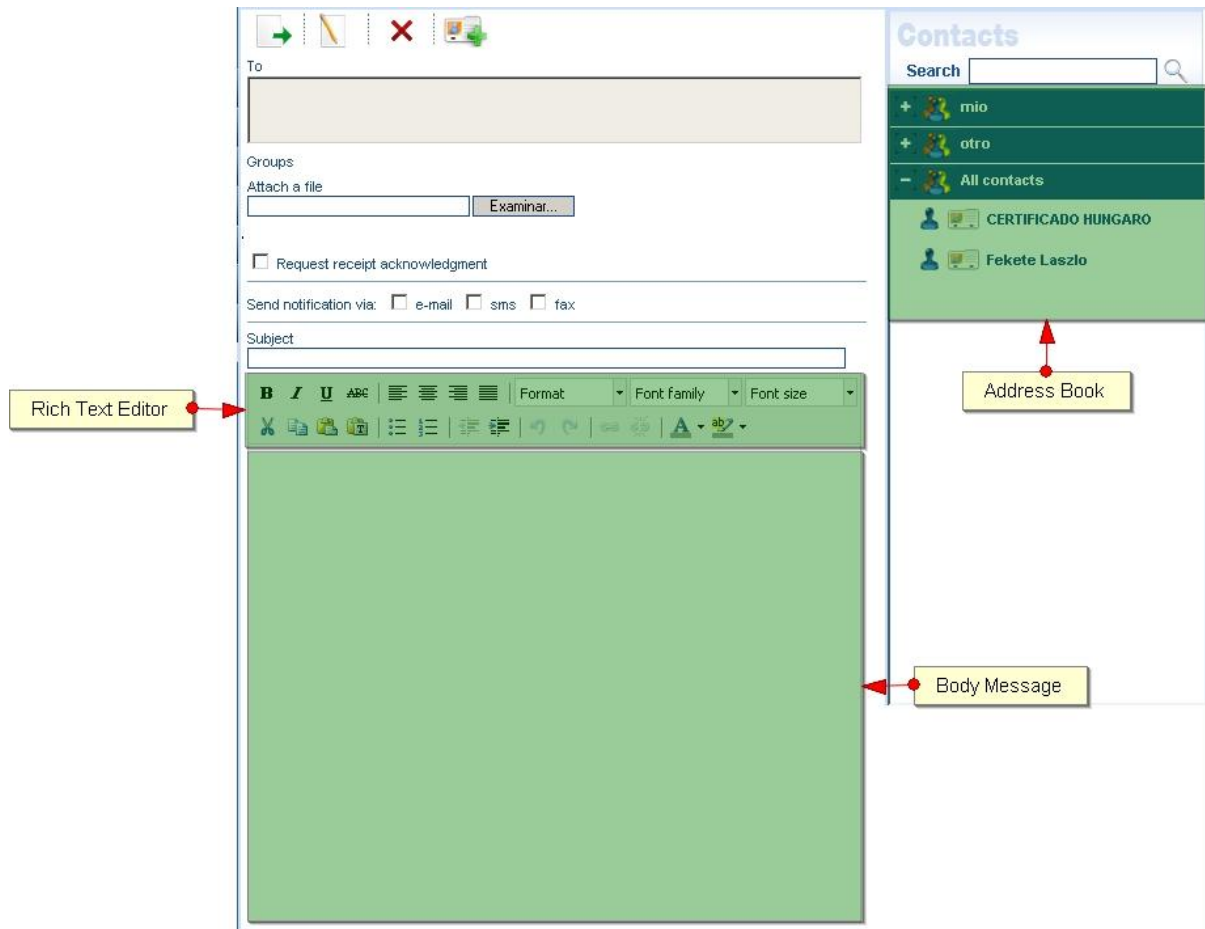 To
Groups
Attach a file
Examinar...
Request receipt acknowledgment
Send notification via: e-mail sms fax
Subject
B I U ABC Format Font family Font size
A ab
Rich Text Editor
Contacts
Search
mio
otro
All contacts
CERTIFICADO HUNGARO
Fekete Laszlo
Address Book
Body Message